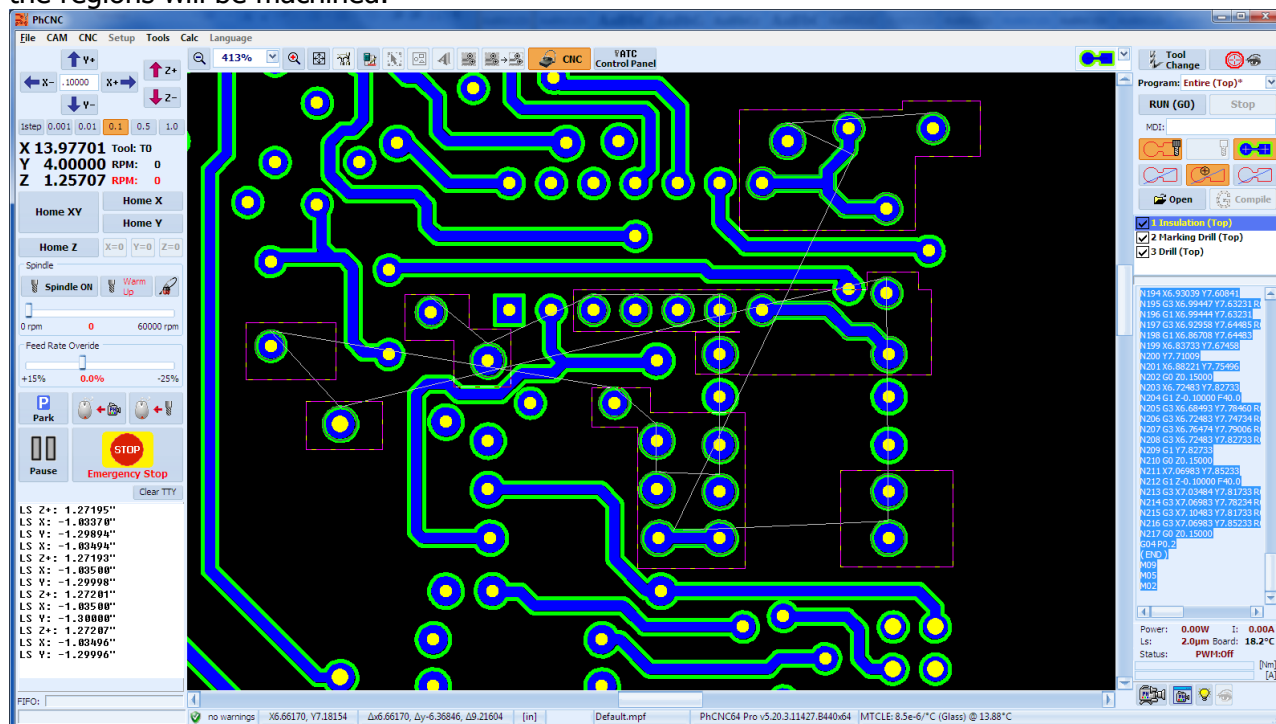 the regions will be machined.
PhCNC
File CAM CNC Setup Tools Calc Language
Y+
X- .10000 X+
Y-
Z+
Z-
1step 0.001 0.01 0.1 0.5 1.0
X 13.97701 Tool: T0
Y 4.00000 RPM: 0
Z 1.25707 RPM: 0
Home XY
Home X
Home Y
Home Z X=0 Y=0 Z=0
Spindle
Spindle ON
Warm Up
0 rpm 0 60000 rpm
Feed Rate Overide
+15% 0.0% -25%
P
Park
Pause
STOP
Emergency Stop
Clear TTY
LS Z+: 1.27195"
LS X: -1.03370"
LS Y: -1.29894"
LS X: -1.03494"
LS Z+: 1.27193"
LS X: -1.03500"
LS Y: -1.29998"
LS Z+: 1.27201"
LS X: -1.03500"
LS Y: -1.30000"
LS Z+: 1.27207"
LS X: -1.03496"
LS Y: -1.29996"
FIFO:
413%
CNC
ATC
Control Panel
Tool Change
Program: Entire (Top)*
RUN (G0) Stop
MDI:
Open Compile
1 Insulation (Top)
2 Marking Drill (Top)
3 Drill (Top)
N194 X6.93039 Y7.60841
N195 G3 X6.99447 Y7.63231 R
N196 G1 X6.99444 Y7.63231
N197 G3 X6.92958 Y7.64485 R
N198 G1 X6.86708 Y7.64483
N199 X6.83733 Y7.67458
N200 Y7.71009
N201 X6.88221 Y7.75496
N202 G0 Z0.15000
N203 X6.72483 Y7.82733
N204 G1 Z-0.10000 F40.0
N205 G3 X6.68493 Y7.78460 R
N206 G3 X6.72483 Y7.74734 R
N207 G3 X6.76474 Y7.79006 R
N208 G3 X6.72483 Y7.82733 R
N209 G1 Y7.82733
N210 G0 Z0.15000
N211 X7.06983 Y7.85233
N212 G1 Z-0.10000 F40.0
N213 G3 X7.03484 Y7.81733 R
N214 G3 X7.06983 Y7.78234 R
N215 G3 X7.10483 Y7.81733 R
N216 G3 X7.06983 Y7.85233 R
N217 G0 Z0.15000
G04 P0.2
( END )
M09
M05
M02
Power: 0.00W I: 0.00A
Ls: 2.0µm Board: 18.2°C
Status: PWM:Off
[Nm]
[A]
no warnings X6.66170, Y7.18154 Δx6.66170, Δy-6.36846, Δ9.21604 [in] Default.mpf PhCNC64 Pro v5.20.3.11427.B440x64 MTCLE: 8.5e-6/°C (Glass) @ 13.88°C